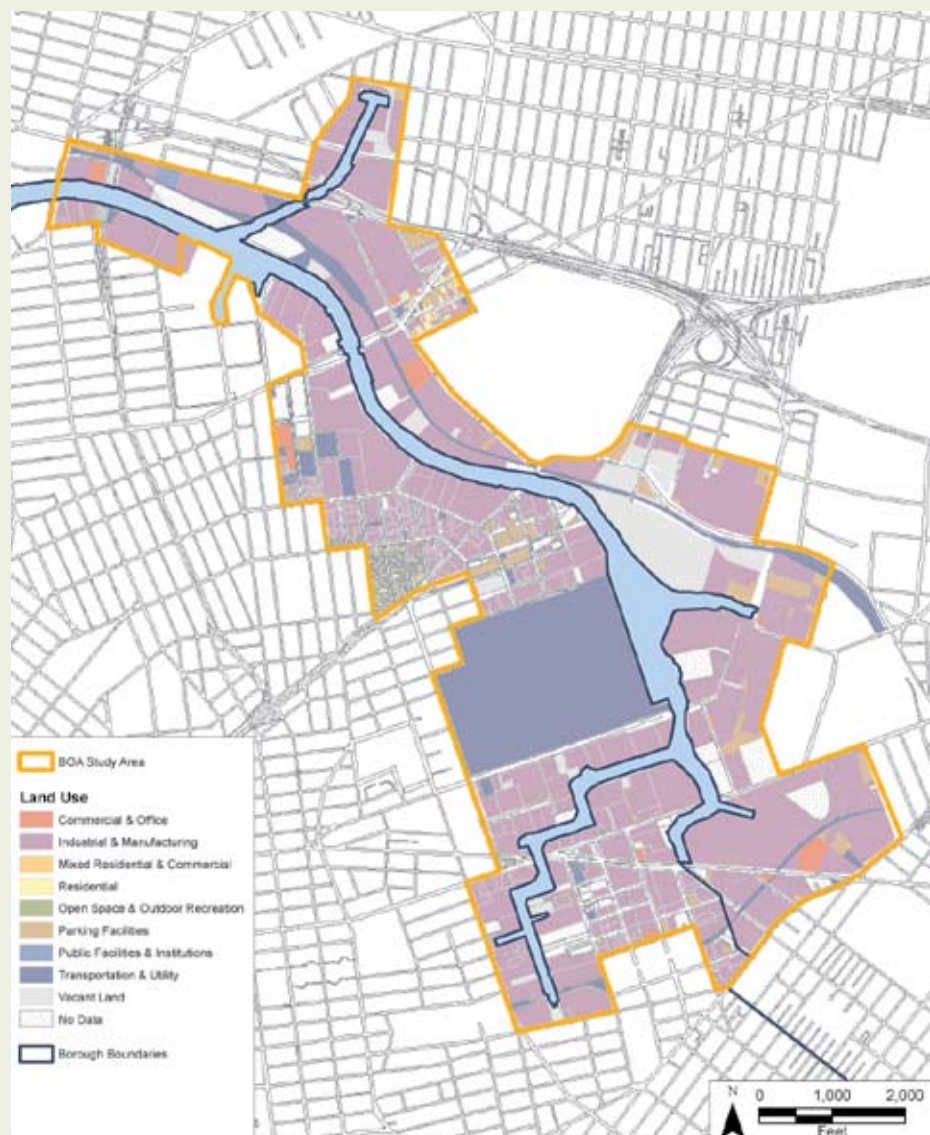 BOA Study Area
Land Use
Commercial & Office
Industrial & Manufacturing
Mixed Residential & Commercial
Residential
Open Space & Outdoor Recreation
Parking Facilities
Public Facilities & Institutions
Transportation & Utility
Vacant Land
No Data
Borough Boundaries
N
0 1,000 2,000
Feet